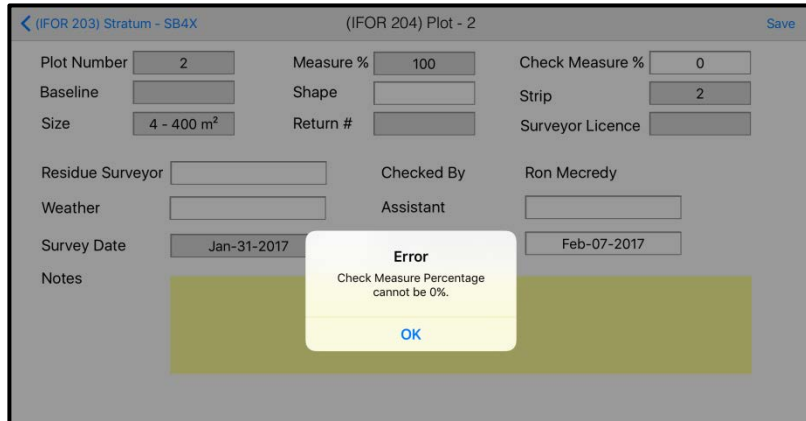 (IFOR 203) Stratum - SB4X (IFOR 204) Plot - 2 Save
Plot Number 2 Measure % 100 Check Measure % 0
Baseline Shape Strip 2
Size 4 - 400 m² Return # Surveyor Licence
Residue Surveyor Checked By Ron Mecredy
Weather Assistant
Survey Date Jan-31-2017 Feb-07-2017
Notes
Error
Check Measure Percentage
cannot be 0%.
OK